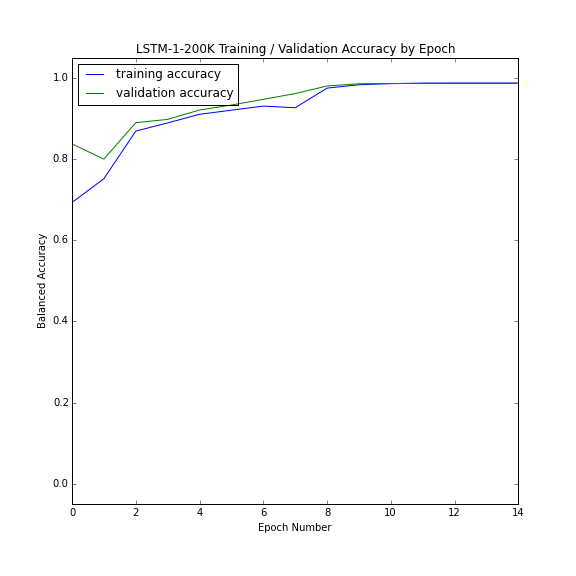 LSTM-1-200K Training / Validation Accuracy by Epoch
training accuracy
validation accuracy
1.0
0.8
0.6
0.4
0.2
0.0
Balanced Accuracy
0 2 4 6 8 10 12 14
Epoch Number